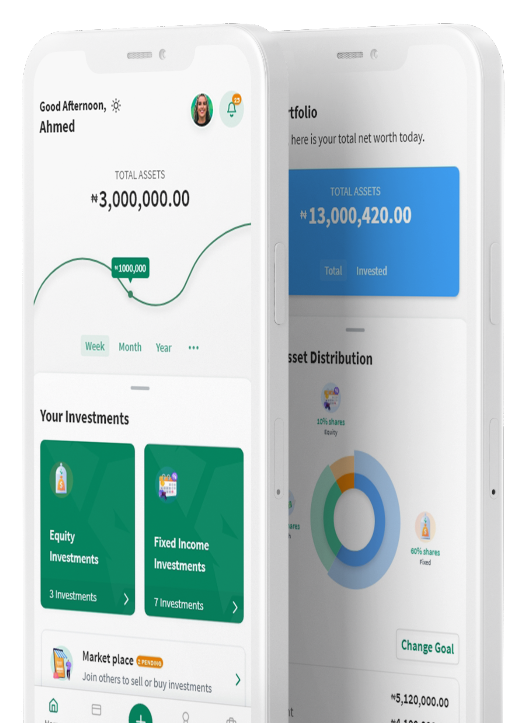 Good Afternoon,
Ahmed
TOTAL ASSETS
₦3,000,000.00
₦1000,000
Week Month Year
Your Investments
Equity
Investments
3 Investments
Fixed Income
Investments
7 Investments
Market place 2 PENDING
Join others to sell or buy investments
rtfolio
here is your total net worth today.
TOTAL ASSETS
₦13,000,420.00
Total Invested
sset Distribution
10% shares
Equity
ares
60% shares
Fixed
Change Goal
₦5,120,000.00